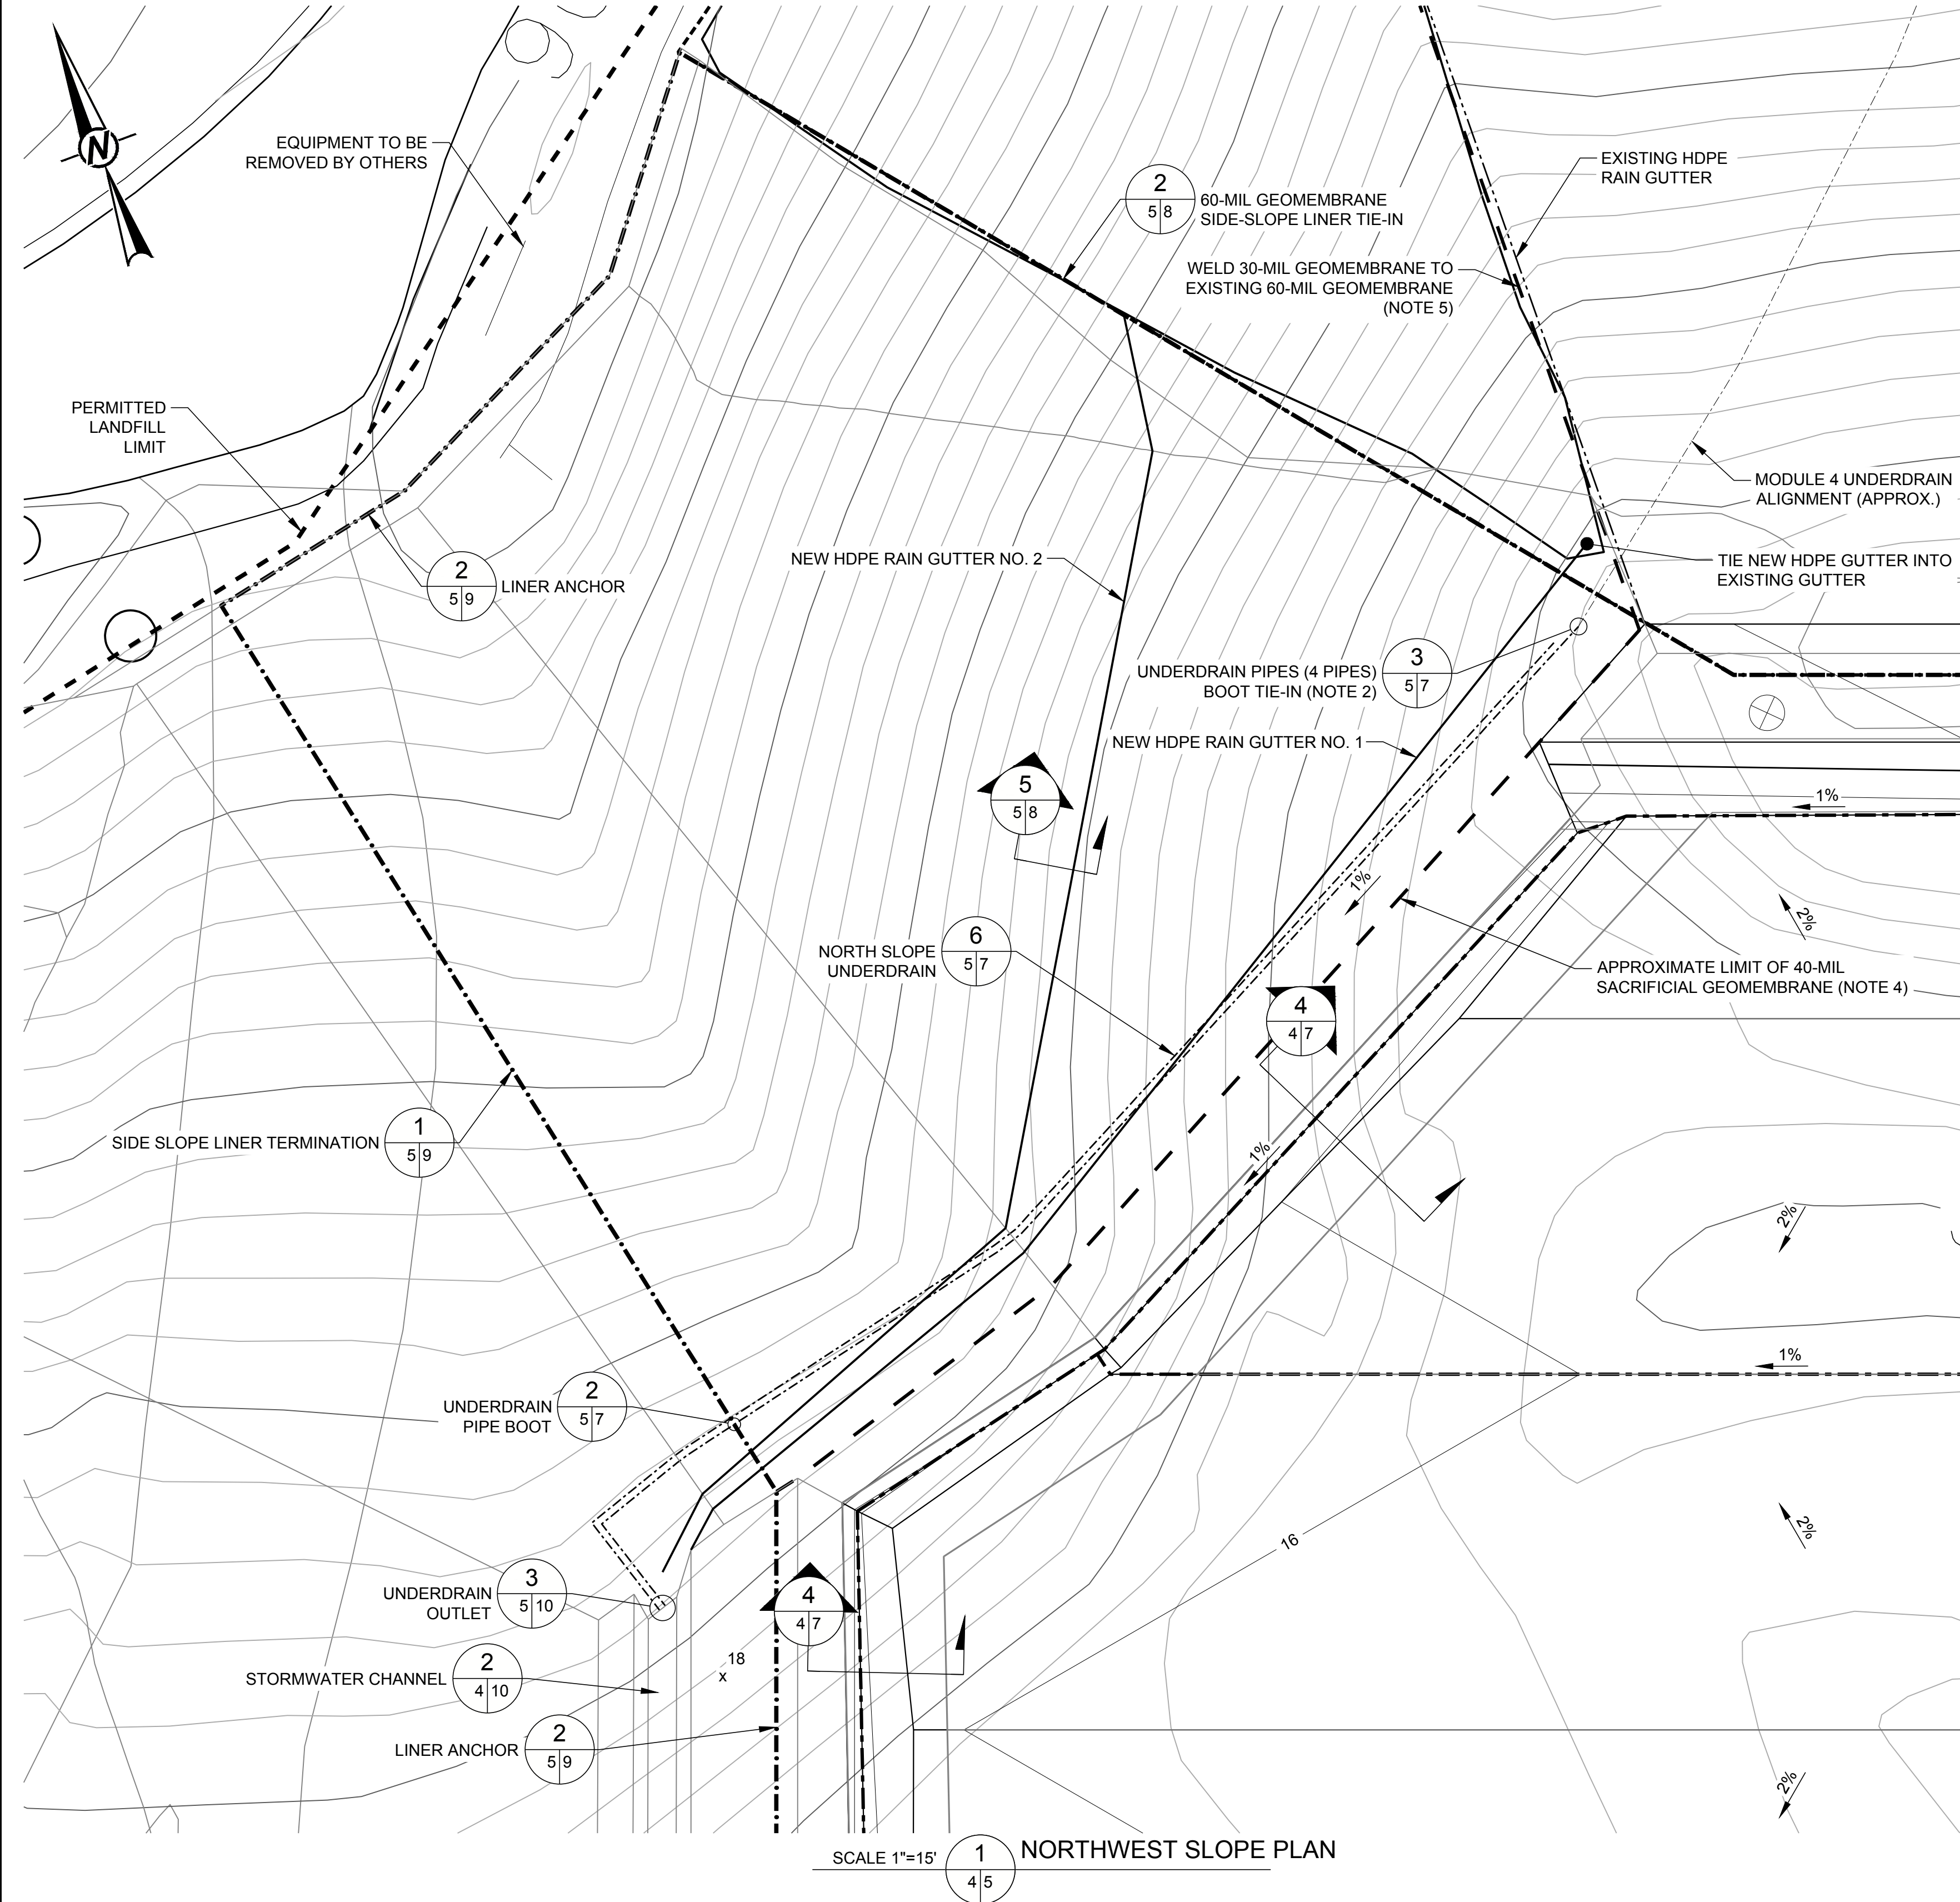 N
EQUIPMENT TO BE
REMOVED BY OTHERS
2
5 8
60-MIL GEOMEMBRANE
SIDE-SLOPE LINER TIE-IN
EXISTING HDPE
RAIN GUTTER
WELD 30-MIL GEOMEMBRANE TO
EXISTING 60-MIL GEOMEMBRANE
(NOTE 5)
PERMITTED
LANDFILL
LIMIT
MODULE 4 UNDERDRAIN
ALIGNMENT (APPROX.)
NEW HDPE RAIN GUTTER NO. 2
TIE NEW HDPE GUTTER INTO
EXISTING GUTTER
2
5 9
LINER ANCHOR
3
5 7
UNDERDRAIN PIPES (4 PIPES)
BOOT TIE-IN (NOTE 2)
NEW HDPE RAIN GUTTER NO. 1
5
5 8
1%
1%
2%
6
5 7
NORTH SLOPE
UNDERDRAIN
APPROXIMATE LIMIT OF 40-MIL
SACRIFICIAL GEOMEMBRANE (NOTE 4)
4
4 7
1
5 9
SIDE SLOPE LINER TERMINATION
1%
2%
1%
2
5 7
UNDERDRAIN
PIPE BOOT
16
2%
3
5 10
UNDERDRAIN
OUTLET
4
4 7
18
x
2
4 10
STORMWATER CHANNEL
2
5 9
LINER ANCHOR
2%
SCALE 1"=15'
1
4 5
NORTHWEST SLOPE PLAN